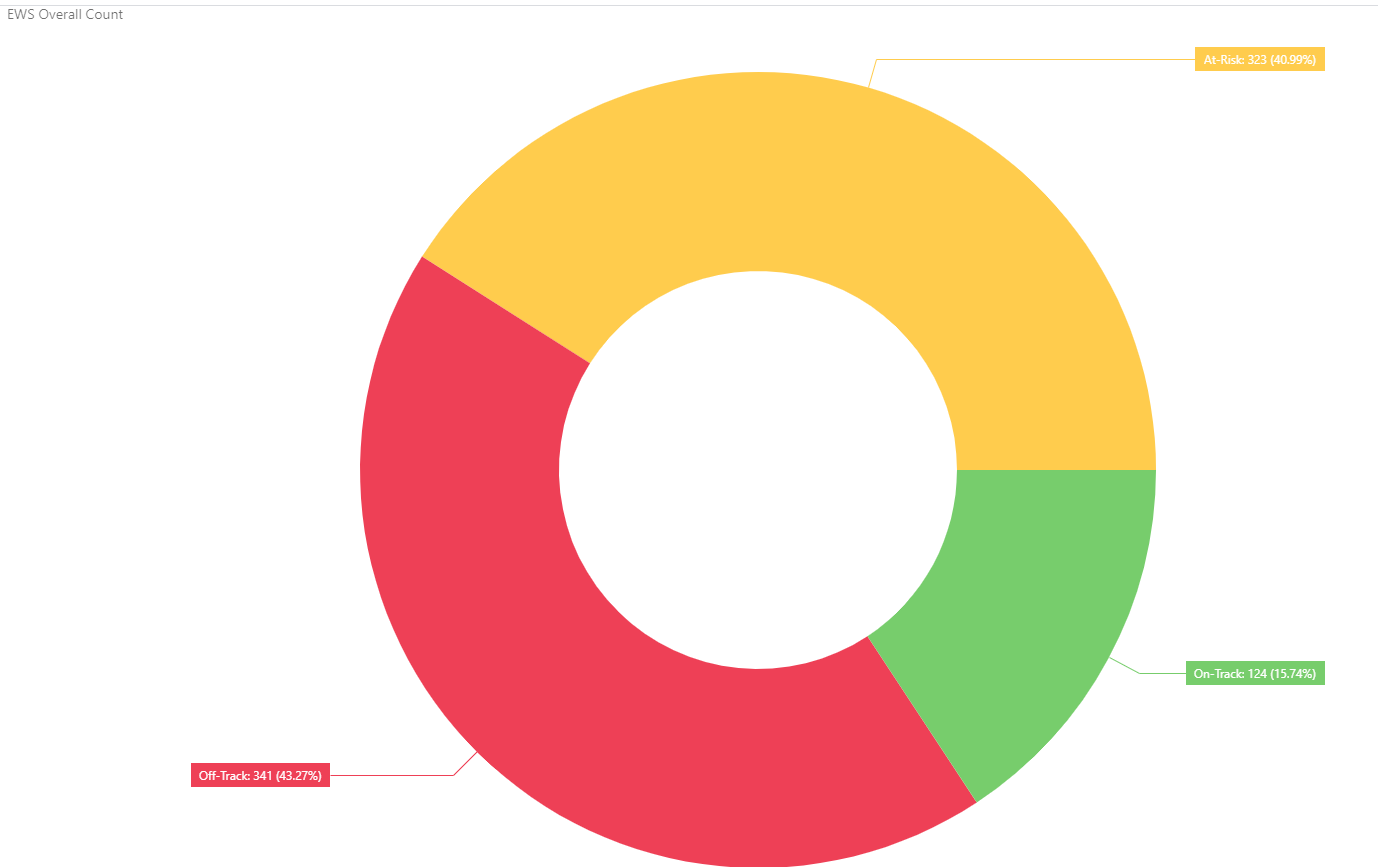 EWS Overall Count
At-Risk: 323 (40.99%)
On-Track: 124 (15.74%)
Off-Track: 341 (43.27%)